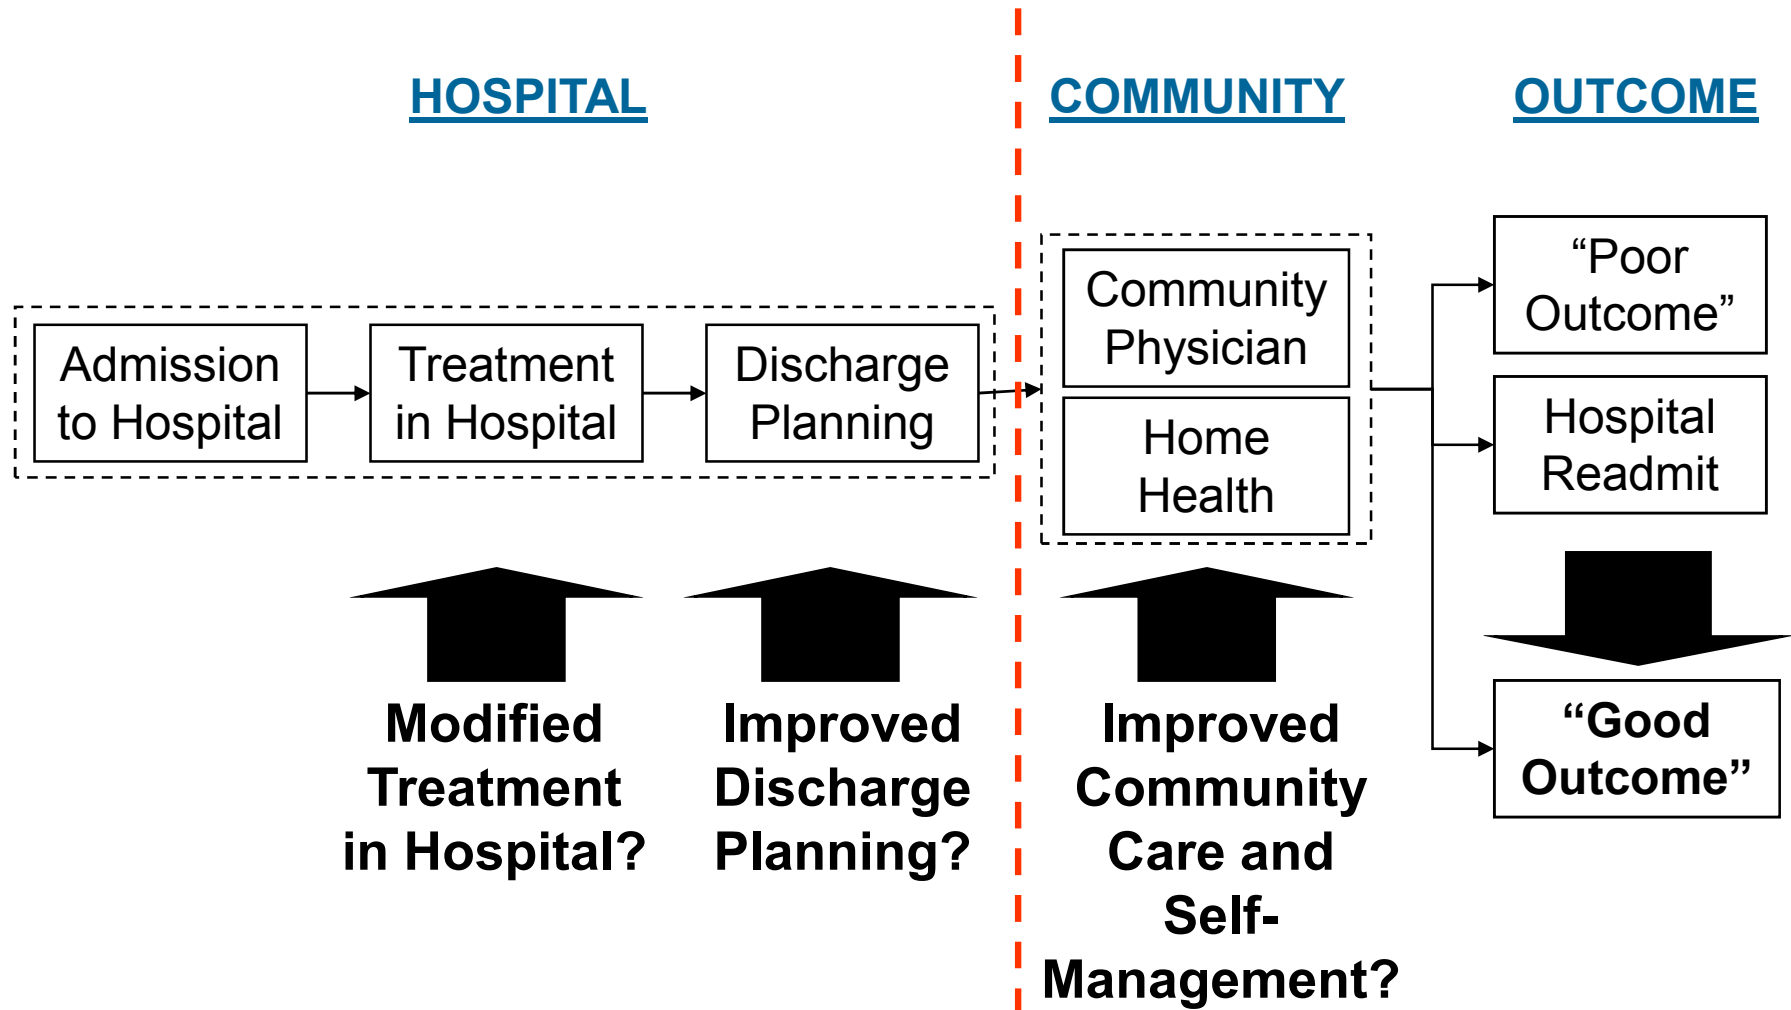 HOSPITAL
COMMUNITY
OUTCOME
Admission
to Hospital
Treatment
in Hospital
Discharge
Planning
Community
Physician
Home
Health
“Poor
Outcome”
Hospital
Readmit
“Good
Outcome”
Modified
Treatment
in Hospital?
Improved
Discharge
Planning?
Improved
Community
Care and
Self-
Management?